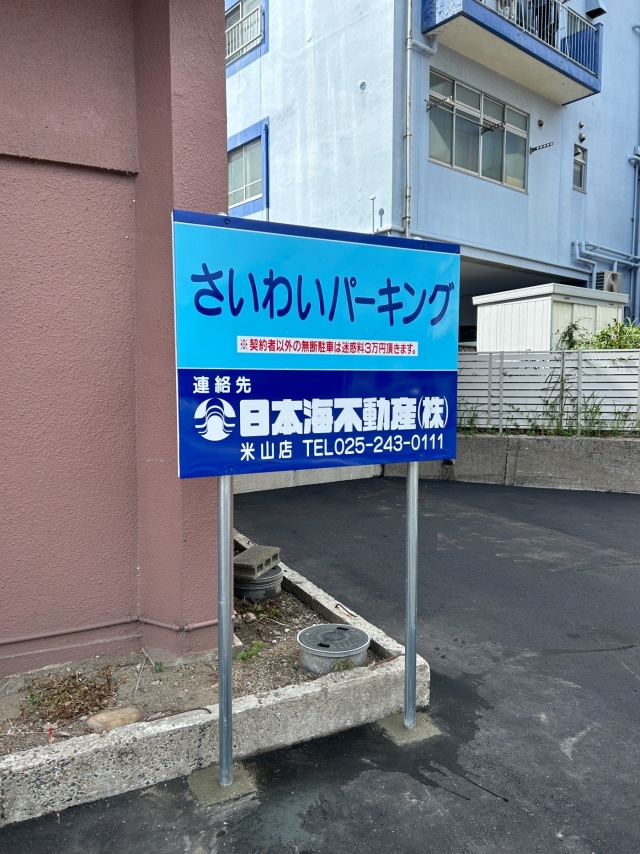 さいわいパーキング
※契約者以外の無断駐車は迷惑料3万円頂きます。
連絡先
日本海不動産(株)
米山店 TEL025-243-0111